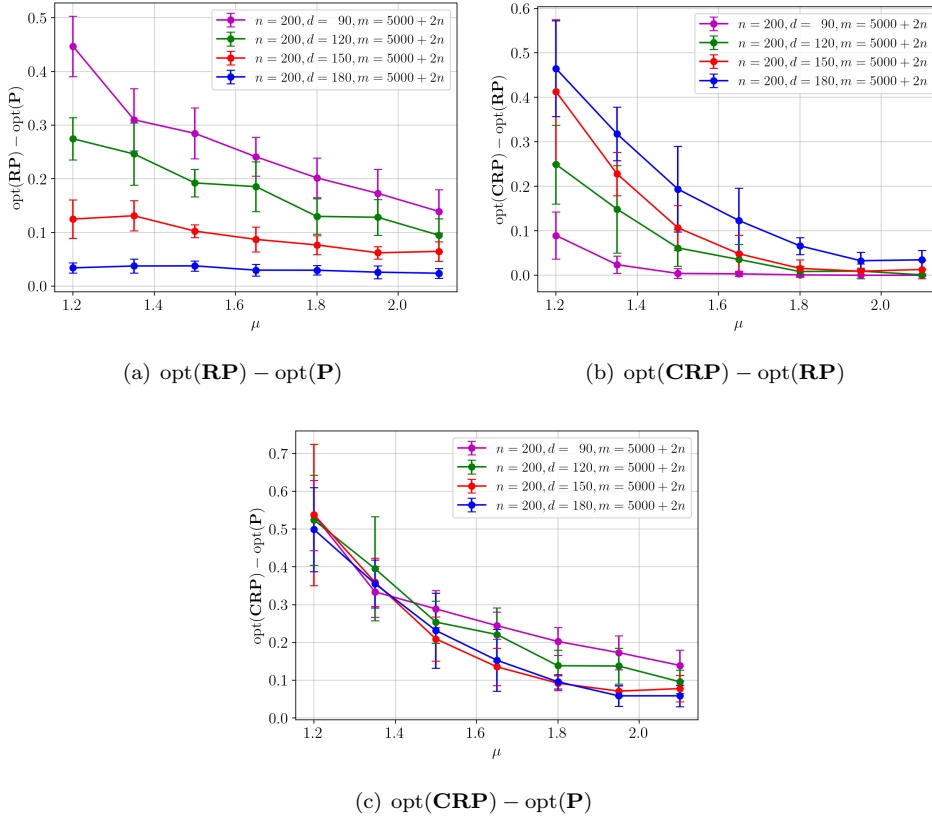 opt(RP) − opt(P)
0.5
0.4
0.3
0.2
0.1
0.0
n = 200, d = 90, m = 5000 + 2n
n = 200, d = 120, m = 5000 + 2n
n = 200, d = 150, m = 5000 + 2n
n = 200, d = 180, m = 5000 + 2n
1.2 1.4 1.6 1.8 2.0
μ
(a) opt(RP) − opt(P)
opt(CRP) − opt(RP)
0.6
0.5
0.4
0.3
0.2
0.1
0.0
n = 200, d = 90, m = 5000 + 2n
n = 200, d = 120, m = 5000 + 2n
n = 200, d = 150, m = 5000 + 2n
n = 200, d = 180, m = 5000 + 2n
1.2 1.4 1.6 1.8 2.0
μ
(b) opt(CRP) − opt(RP)
opt(CRP) − opt(P)
0.7
0.6
0.5
0.4
0.3
0.2
0.1
0.0
n = 200, d = 90, m = 5000 + 2n
n = 200, d = 120, m = 5000 + 2n
n = 200, d = 150, m = 5000 + 2n
n = 200, d = 180, m = 5000 + 2n
1.2 1.4 1.6 1.8 2.0
μ
(c) opt(CRP) − opt(P)